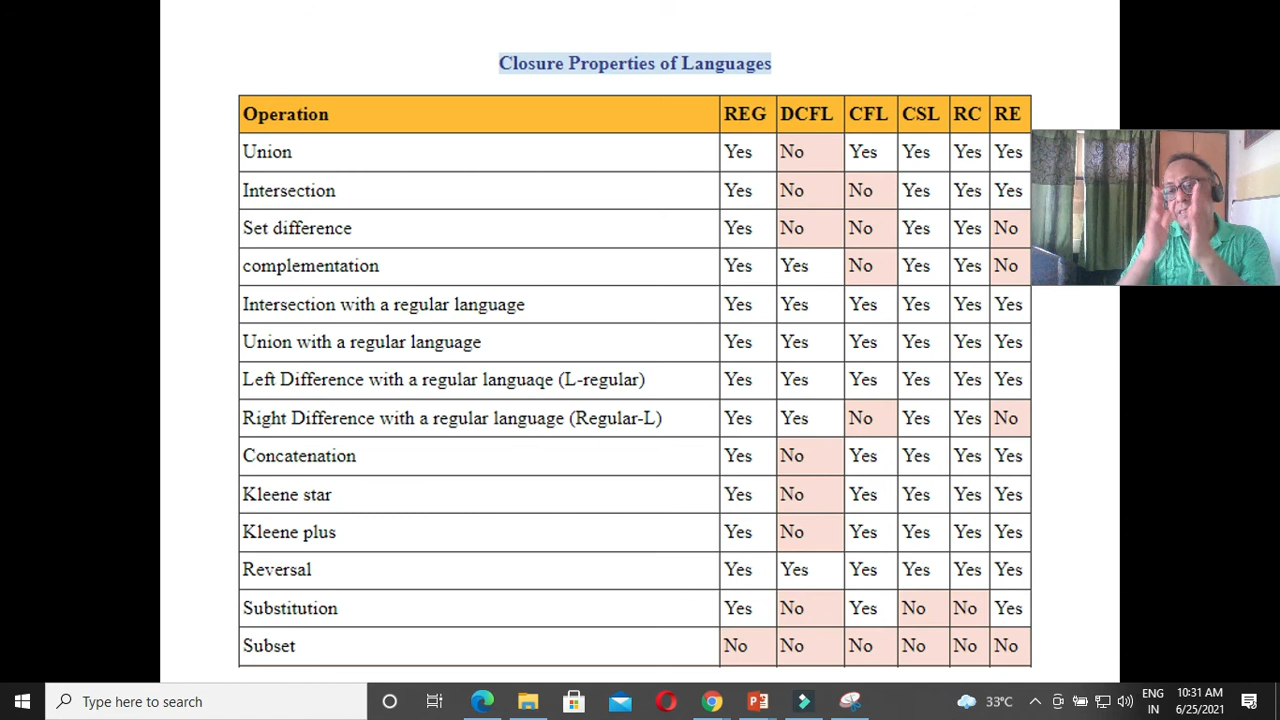 Closure Properties of Languages
Operation REG DCFL CFL CSL RC RE
Union Yes No Yes Yes Yes Yes
Intersection Yes No No Yes Yes Yes
Set difference Yes No No Yes Yes No
complementation Yes Yes No Yes Yes No
Intersection with a regular language Yes Yes Yes Yes Yes Yes
Union with a regular language Yes Yes Yes Yes Yes Yes
Left Difference with a regular languaqe (L-regular) Yes Yes Yes Yes Yes Yes
Right Difference with a regular language (Regular-L) Yes Yes No Yes Yes No
Concatenation Yes No Yes Yes Yes Yes
Kleene star Yes No Yes Yes Yes Yes
Kleene plus Yes No Yes Yes Yes Yes
Reversal Yes Yes Yes Yes Yes Yes
Substitution Yes No Yes No No Yes
Subset No No No No No No
Type here to search
33°C
ENG
IN
10:31 AM
6/25/2021